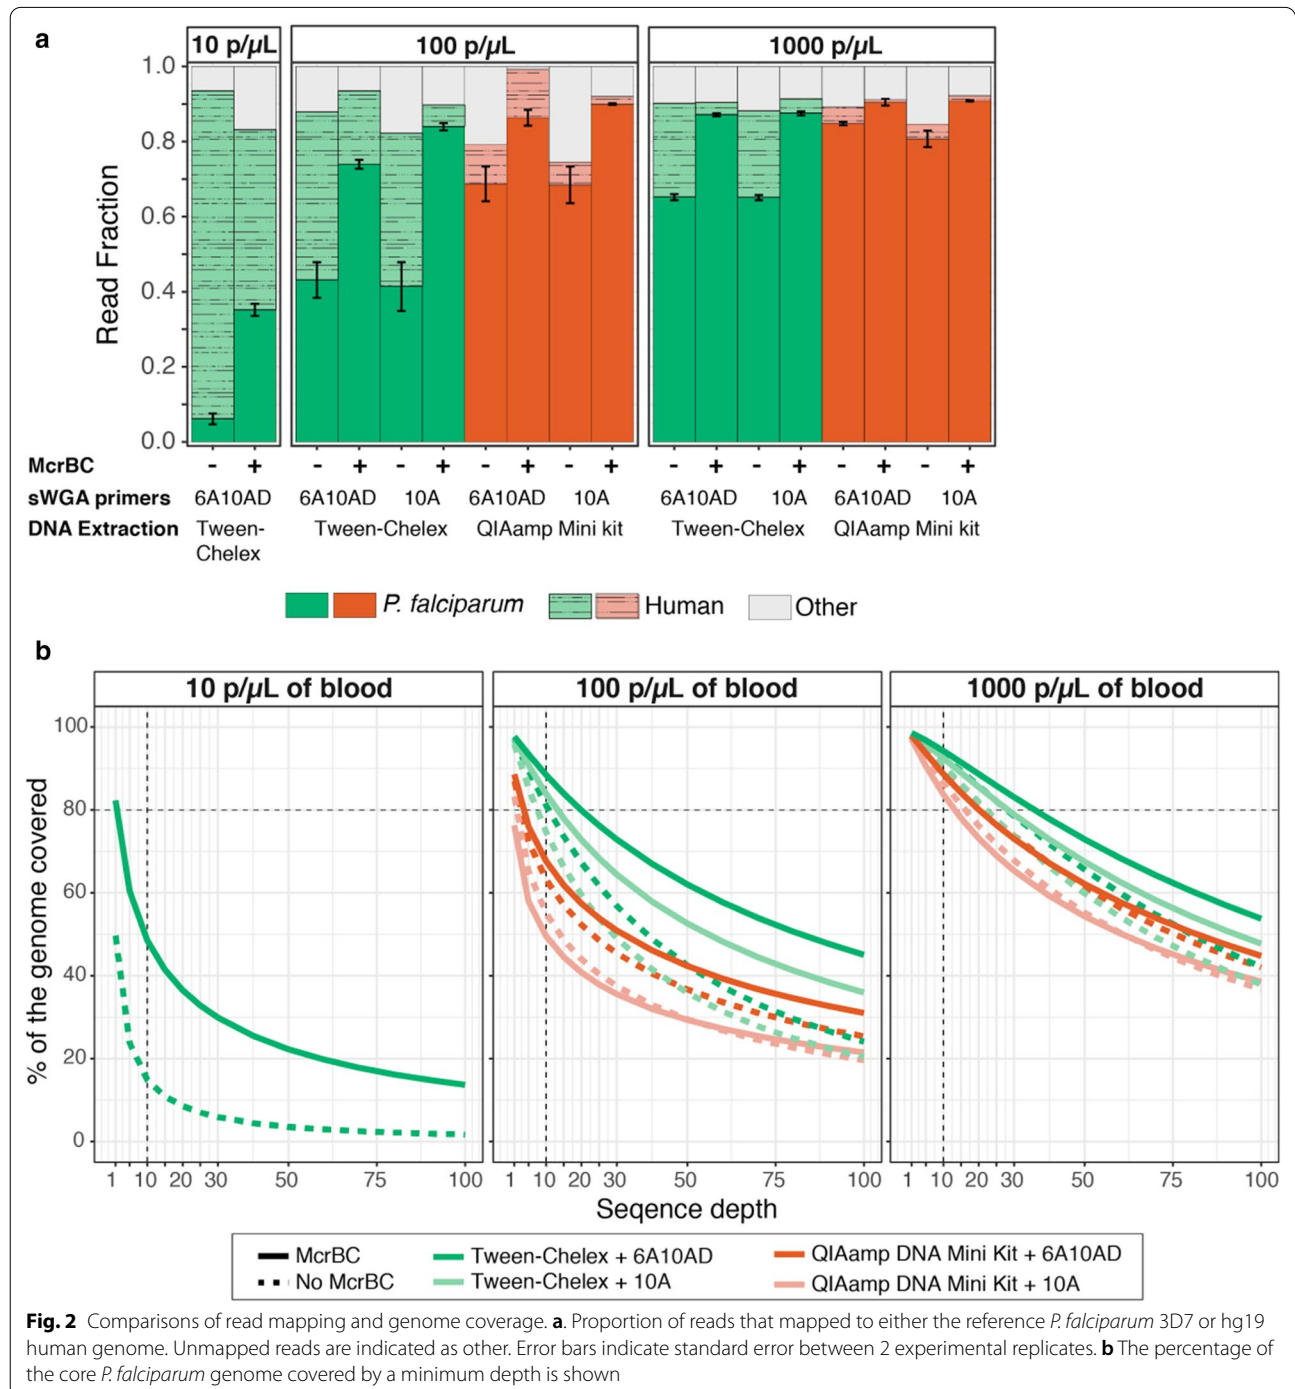 a
10 p/µL 100 p/µL 1000 p/µL
1.0
0.8
0.6
0.4
0.2
0.0
Read Fraction
McrBC - + - + - + - + - + - + - + - + - +
sWGA primers 6A10AD 6A10AD 10A 6A10AD 10A 6A10AD 10A 6A10AD 10A
DNA Extraction Tween- Tween-Chelex QIAamp Mini kit Tween-Chelex QIAamp Mini kit
Chelex
P. falciparum Human Other
b
10 p/µL of blood 100 p/µL of blood 1000 p/µL of blood
100
80
60
40
20
0
% of the genome covered
1 10 20 30 50 75 100 1 10 20 30 50 75 100 1 10 20 30 50 75 100
Seqence depth
McrBC Tween-Chelex + 6A10AD QIAamp DNA Mini Kit + 6A10AD
No McrBC Tween-Chelex + 10A QIAamp DNA Mini Kit + 10A
Fig. 2 Comparisons of read mapping and genome coverage. a. Proportion of reads that mapped to either the reference P. falciparum 3D7 or hg19
human genome. Unmapped reads are indicated as other. Error bars indicate standard error between 2 experimental replicates. b The percentage of
the core P. falciparum genome covered by a minimum depth is shown